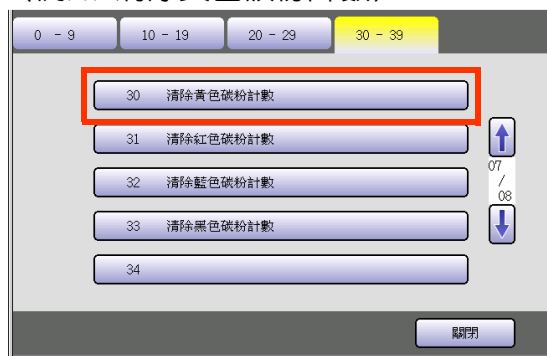 0 - 9 10 - 19 20 - 29 30 - 39
30 清除黃色碳粉計數
31 清除紅色碳粉計數
32 清除藍色碳粉計數
33 清除黑色碳粉計數
34
07
/
08
關閉